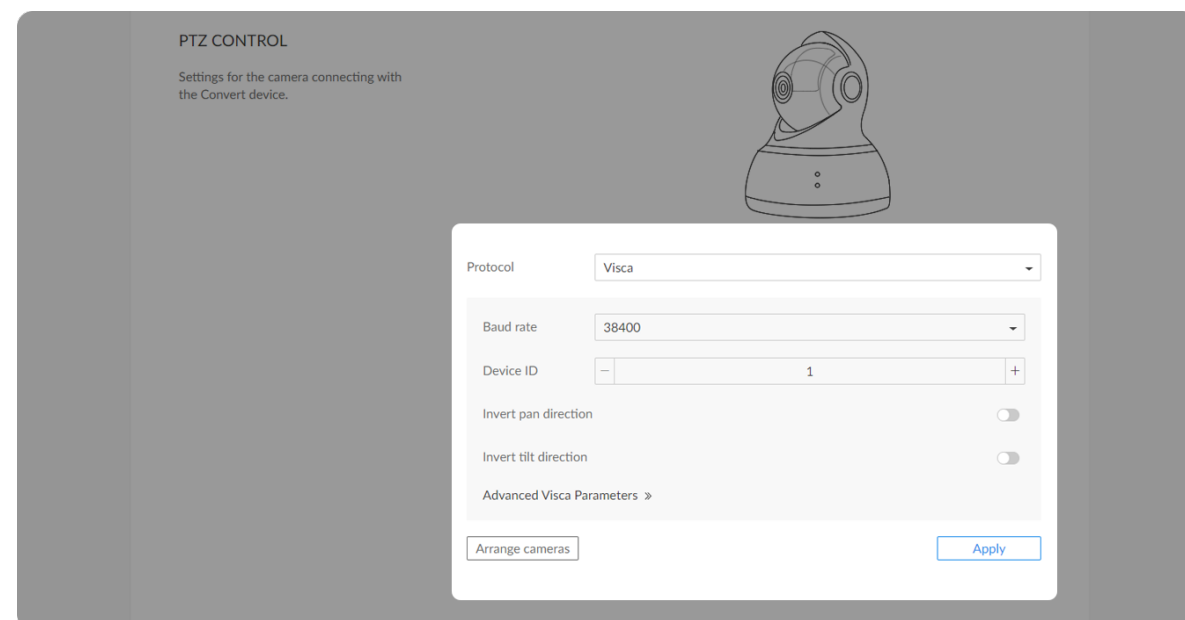 PTZ CONTROL
Settings for the camera connecting with
the Convert device.
Protocol
Visca
Baud rate
38400
Device ID
− 1 +
Invert pan direction
Invert tilt direction
Advanced Visca Parameters »
Arrange cameras
Apply